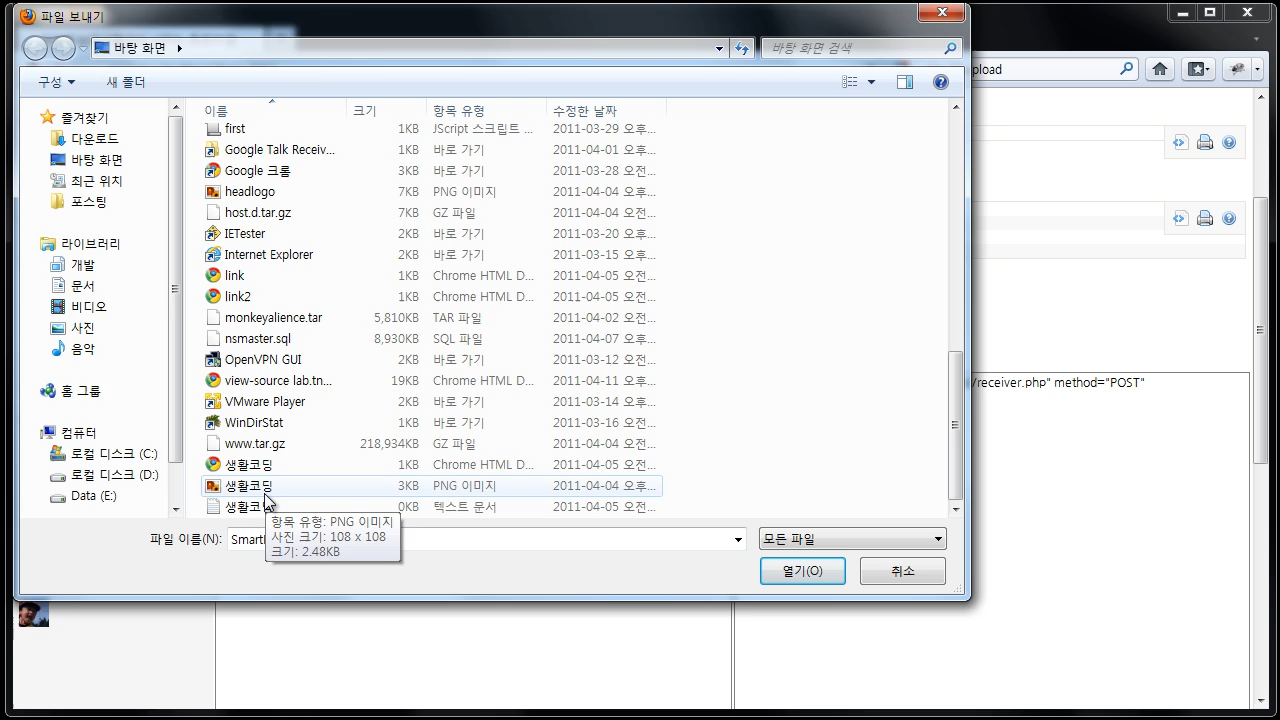 파일 보내기
바탕 화면
바탕 화면 검색
pload
구성
새 폴더
즐겨찾기
다운로드
바탕 화면
최근 위치
포스팅
라이브러리
개발
문서
비디오
사진
음악
홈 그룹
컴퓨터
로컬 디스크 (C:)
로컬 디스크 (D:)
Data (E:)
이름 크기 항목 유형 수정한 날짜
first 1KB JScript 스크립트 ... 2011-03-29 오후...
Google Talk Receiv... 1KB 바로 가기 2011-04-01 오후...
Google 크롬 3KB 바로 가기 2011-03-28 오전...
headlogo 7KB PNG 이미지 2011-04-04 오후...
host.d.tar.gz 7KB GZ 파일 2011-04-04 오전...
IETester 2KB 바로 가기 2011-03-20 오후...
Internet Explorer 2KB 바로 가기 2011-03-15 오후...
link 1KB Chrome HTML D... 2011-04-05 오전...
link2 1KB Chrome HTML D... 2011-04-05 오전...
monkeyalience.tar 5,810KB TAR 파일 2011-04-02 오후...
nsmaster.sql 8,930KB SQL 파일 2011-04-07 오후...
OpenVPN GUI 2KB 바로 가기 2011-03-12 오전...
view-source lab.tn... 19KB Chrome HTML D... 2011-04-11 오후...
VMware Player 2KB 바로 가기 2011-03-14 오후...
WinDirStat 1KB 바로 가기 2011-03-16 오전...
www.tar.gz 218,934KB GZ 파일 2011-04-04 오전...
생활코딩 1KB Chrome HTML D... 2011-04-05 오전...
생활코딩 3KB PNG 이미지 2011-04-04 오후...
생활코딩 0KB 텍스트 문서 2011-04-05 오전...
항목 유형: PNG 이미지
사진 크기: 108 x 108
크기: 2.48KB
파일 이름(N):
모든 파일
열기(O)
취소
/receiver.php" method="POST"